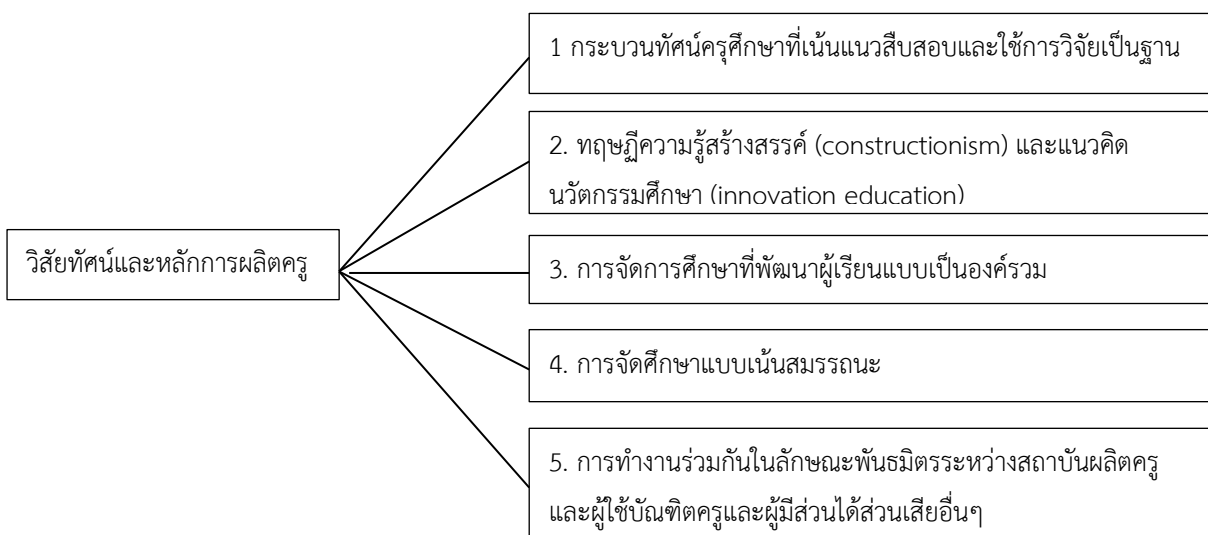 1 กระบวนทัศน์ครุศึกษาที่เน้นแนวสืบสอบและใช้การวิจัยเป็นฐาน
2. ทฤษฎีความรู้สร้างสรรค์ (constructionism) และแนวคิด
นวัตกรรมศึกษา (innovation education)
วิสัยทัศน์และหลักการผลิตครู
3. การจัดการศึกษาที่พัฒนาผู้เรียนแบบเป็นองค์รวม
4. การจัดศึกษาแบบเน้นสมรรถนะ
5. การทำงานร่วมกันในลักษณะพันธมิตรระหว่างสถาบันผลิตครู
และผู้ใช้บัณฑิตครูและผู้มีส่วนได้ส่วนเสียอื่นๆ